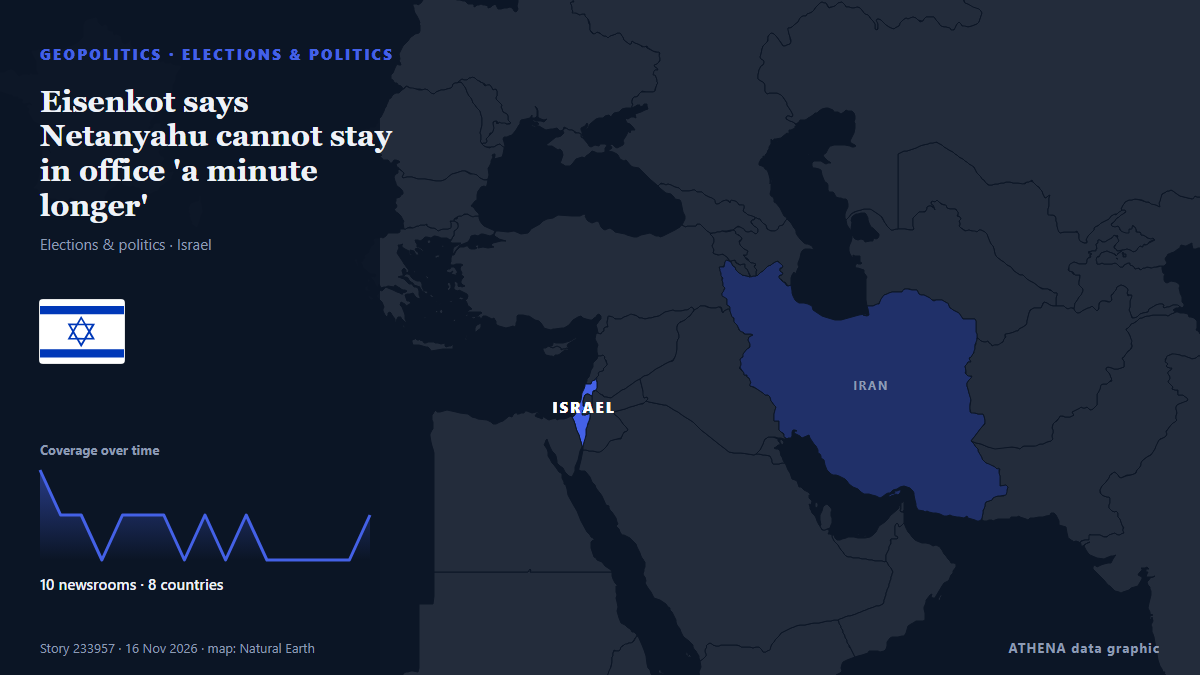 GEOPOLITICS · ELECTIONS & POLITICS
Eisenkot says
Netanyahu cannot stay
in office 'a minute
longer'
Elections & politics · Israel
ISRAEL
IRAN
Coverage over time
10 newsrooms · 8 countries
Story 233957 · 16 Nov 2026 · map: Natural Earth
ATHENA data graphic